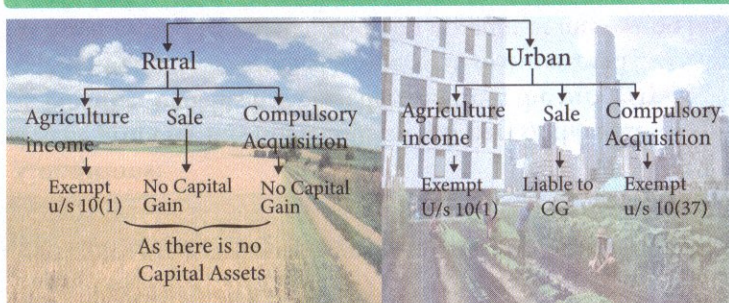 Rural
Urban
Agriculture income
Sale
Compulsory Acquisition
Agriculture income
Sale
Compulsory Acquisition
Exempt u/s 10(1)
No Capital Gain
No Capital Gain
Exempt U/s 10(1)
Liable to CG
Exempt u/s 10(37)
As there is no
Capital Assets